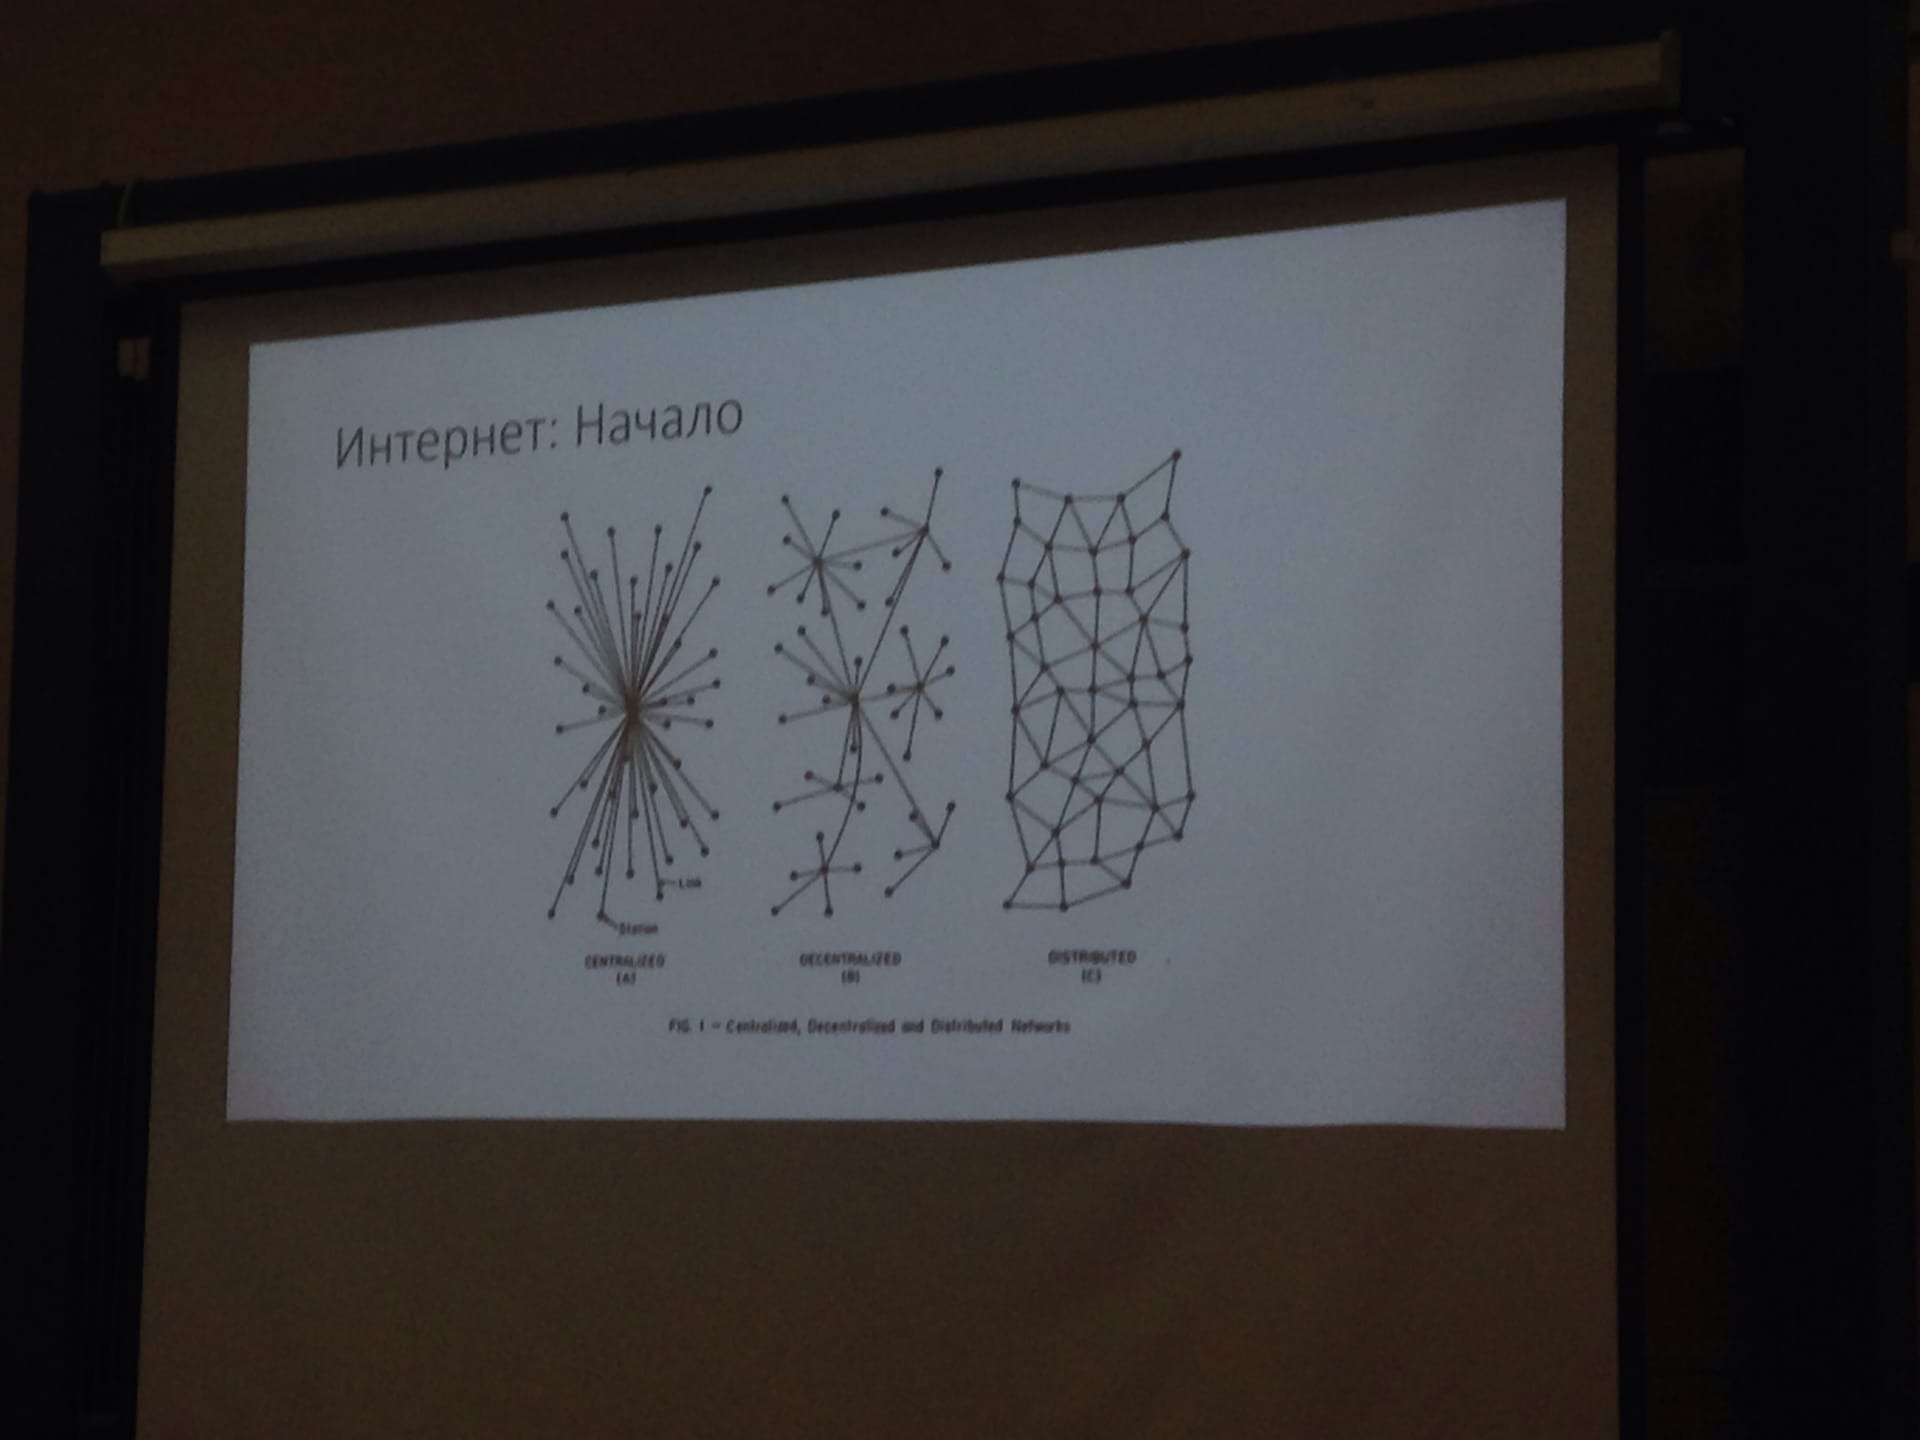 Интернет: Начало
Link
Station
CENTRALIZED
(A)
DECENTRALIZED
(B)
DISTRIBUTED
(C)
FIG. 1 – Centralized, Decentralized and Distributed Networks